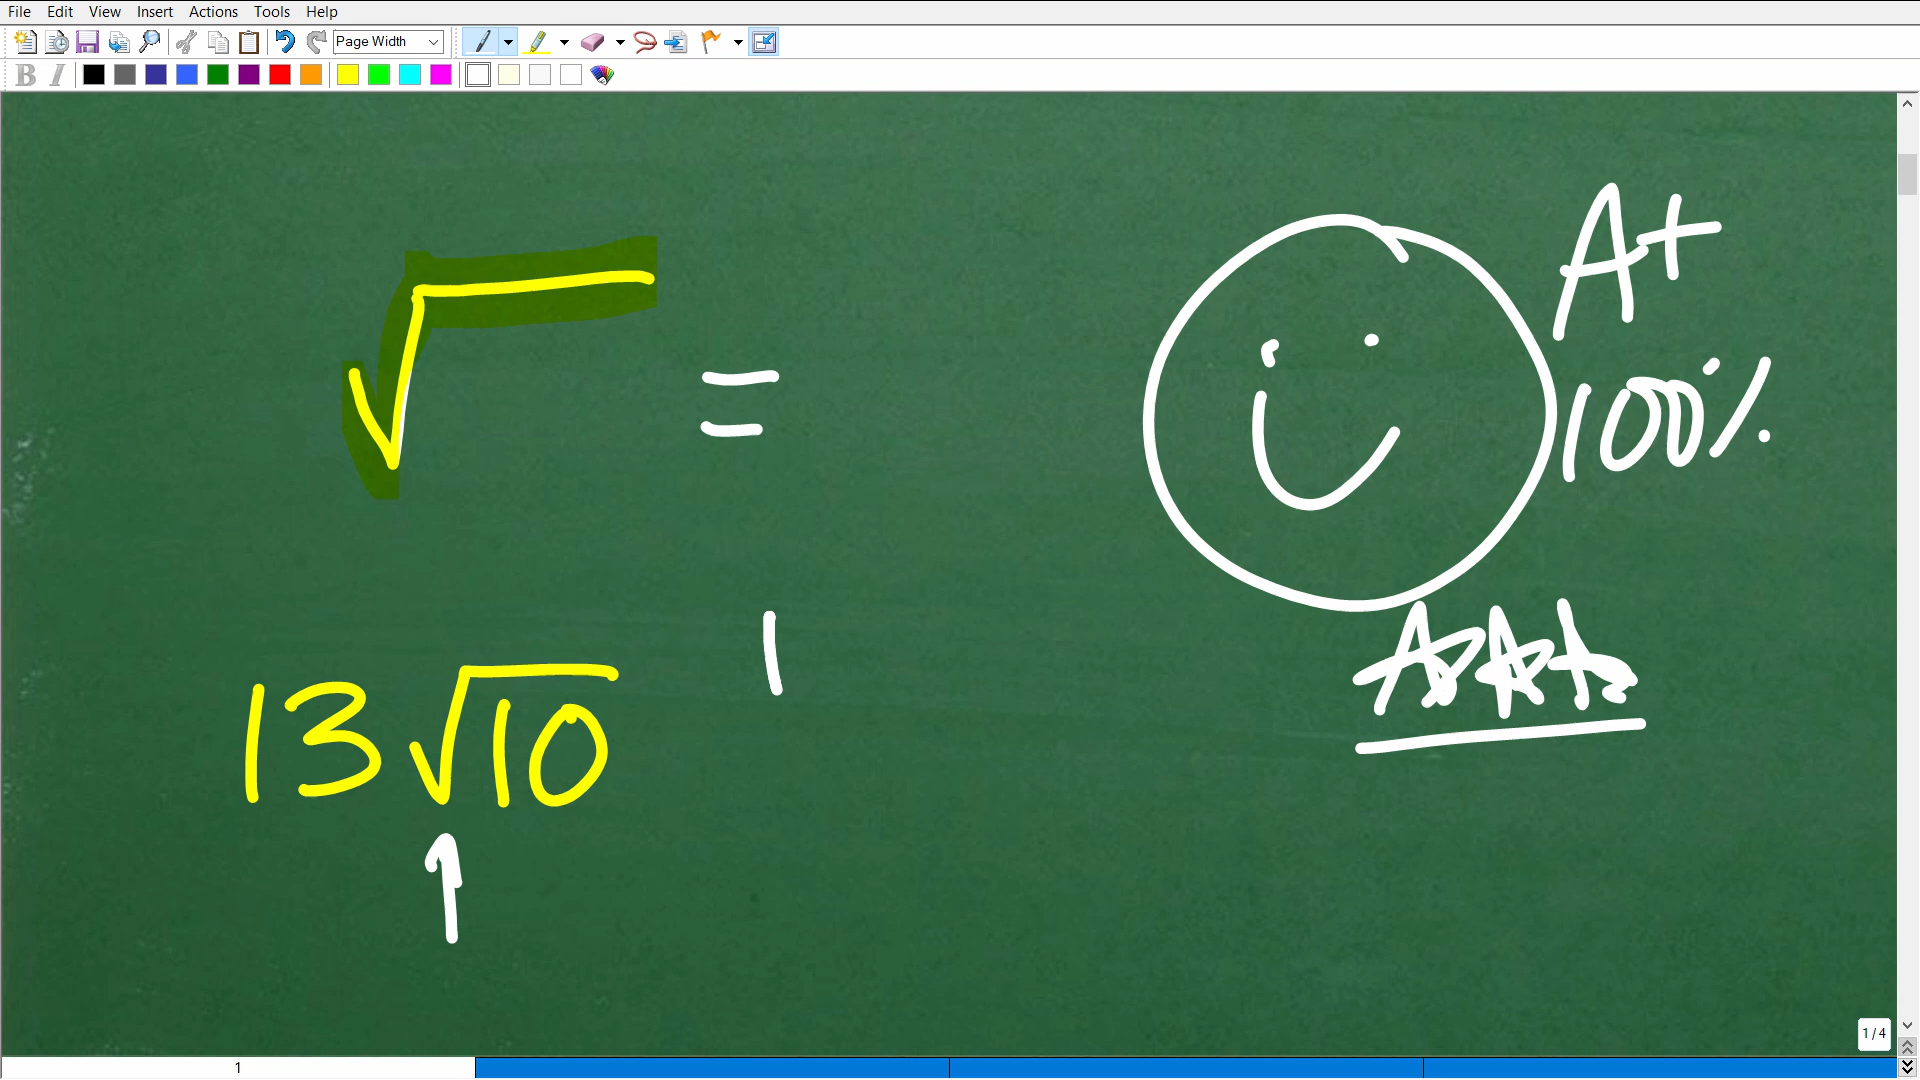 File Edit View Insert Actions Tools Help
Page Width
B I
√ =
A+
100%
13√10
1 / 4
1